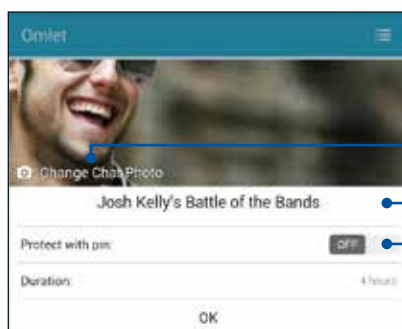 Omlet
Change Chat Photo
Josh Kelly's Battle of the Bands
Protect with pin:
OFF
Duration:
4 hours
OK